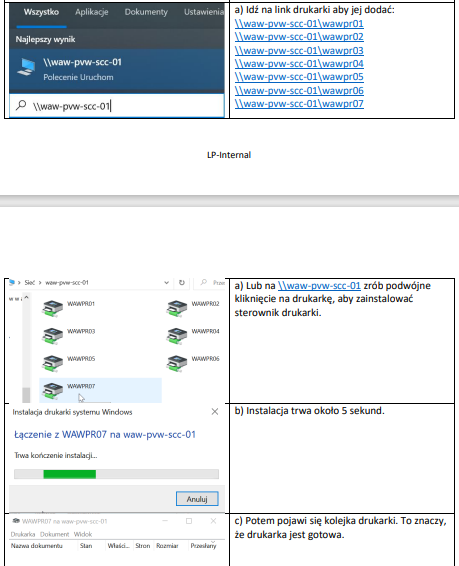 Wszystko Aplikacje Dokumenty Ustawienia
Najlepszy wynik
\\waw-pvw-scc-01
Polecenie Uruchom
\\waw-pvw-scc-01
a) Idź na link drukarki aby jej dodać:
\\waw-pvw-scc-01\wawpr01
\\waw-pvw-scc-01\wawpr02
\\waw-pvw-scc-01\wawpr03
\\waw-pvw-scc-01\wawpr04
\\waw-pvw-scc-01\wawpr05
\\waw-pvw-scc-01\wawpr06
\\waw-pvw-scc-01\wawpr07
LP-Internal
Sieć > waw-pvw-scc-01
WAWPR01 WAWPR02
WAWPR03 WAWPR04
WAWPR05 WAWPR06
WAWPR07
a) Lub na \\waw-pvw-scc-01 zrób podwójne
kliknięcie na drukarkę, aby zainstalować
sterownik drukarki.
Instalacja drukarki systemu Windows
Łączenie z WAWPR07 na waw-pvw-scc-01
Trwa kończenie instalacji...
Anuluj
b) Instalacja trwa około 5 sekund.
WAWPR07 na waw-pvw-scc-01
Drukarka Dokument Widok
Nazwa dokumentu Stan Właści... Stron Rozmiar Przesłany
c) Potem pojawi się kolejka drukarki. To znaczy,
że drukarka jest gotowa.